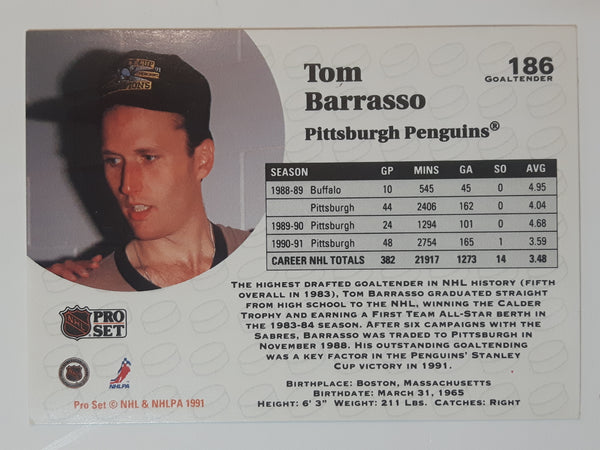 186
GOALTENDER
Tom
Barrasso
Pittsburgh Penguins®
SEASON GP MINS GA SO AVG
1988-89 Buffalo 10 545 45 0 4.95
Pittsburgh 44 2406 162 0 4.04
1989-90 Pittsburgh 24 1294 101 0 4.68
1990-91 Pittsburgh 48 2754 165 1 3.59
CAREER NHL TOTALS 382 21917 1273 14 3.48
THE HIGHEST DRAFTED GOALTENDER IN NHL HISTORY (FIFTH
OVERALL IN 1983), TOM BARRASSO GRADUATED STRAIGHT
FROM HIGH SCHOOL TO THE NHL, WINNING THE CALDER
TROPHY AND EARNING A FIRST TEAM ALL-STAR BERTH IN
THE 1983-84 SEASON. AFTER SIX CAMPAIGNS WITH THE
SABRES, BARRASSO WAS TRADED TO PITTSBURGH IN
NOVEMBER 1988. HIS OUTSTANDING GOALTENDING
WAS A KEY FACTOR IN THE PENGUINS' STANLEY
CUP VICTORY IN 1991.
BIRTHPLACE: BOSTON, MASSACHUSETTS
BIRTHDATE: MARCH 31, 1965
HEIGHT: 6' 3" WEIGHT: 211 LBS. CATCHES: RIGHT
NHL
PRO
SET
NHLPA
Pro Set © NHL & NHLPA 1991